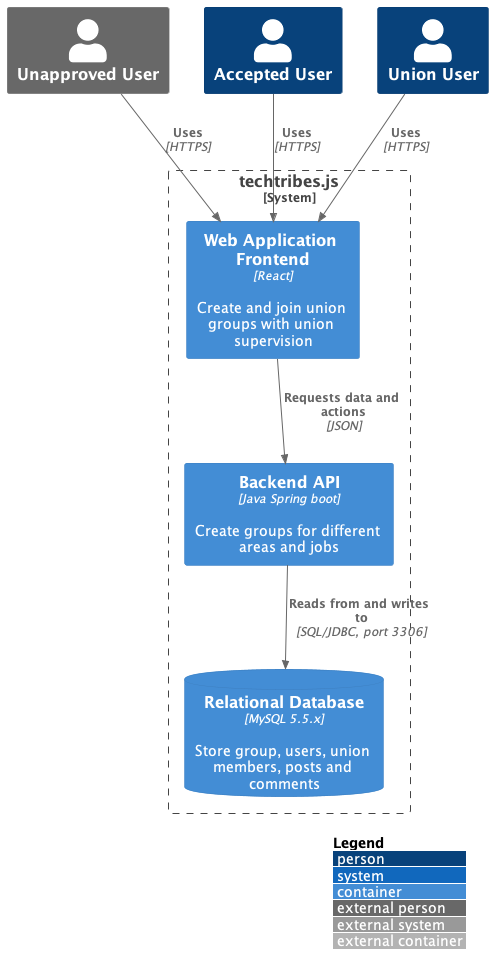 Unapproved User
Accepted User
Union User
Uses
[HTTPS]
Uses
[HTTPS]
Uses
[HTTPS]
techtribes.js
[System]
Web Application
Frontend
[React]
Create and join union
groups with union
supervision
Requests data and
actions
[JSON]
Backend API
[Java Spring boot]
Create groups for different
areas and jobs
Reads from and writes
to
[SQL/JDBC, port 3306]
Relational Database
[MySQL 5.5.x]
Store group, users, union
members, posts and
comments
Legend
person
system
container
external person
external system
external container